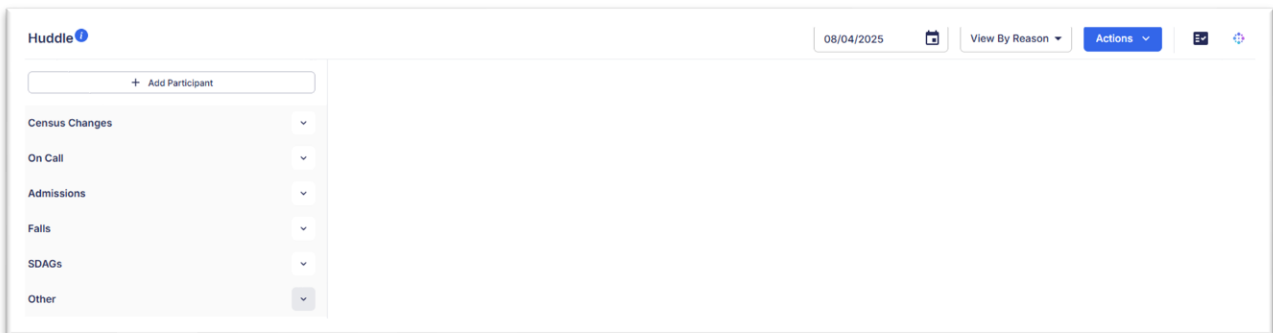 Huddle i
08/04/2025
View By Reason
Actions
+ Add Participant
Census Changes
On Call
Admissions
Falls
SDAGs
Other